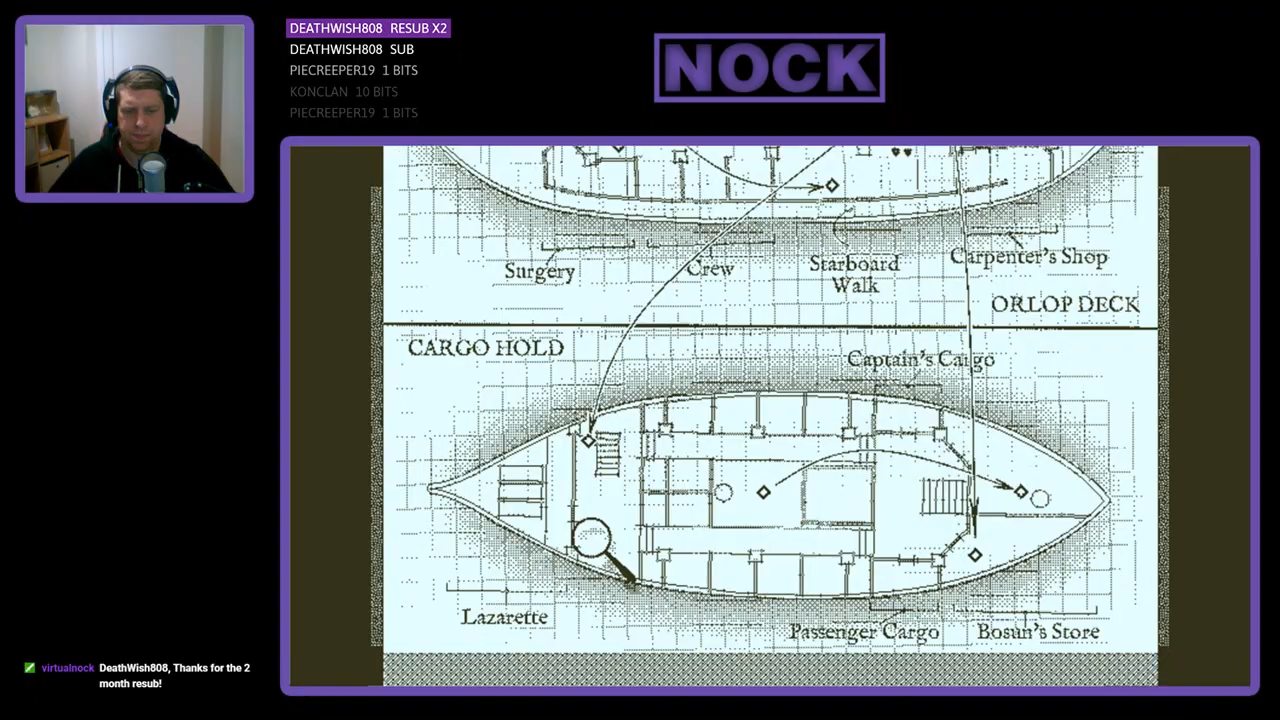 DEATHWISH808 RESUB X2
DEATHWISH808 SUB
PIECREEPER19 1 BITS
KONCLAN 10 BITS
PIECREEPER19 1 BITS
NOCK
Surgery
Crew
Starboard
Walk
Carpenter's Shop
ORLOP DECK
CARGO HOLD
Captain's Cargo
Lazarette
Passenger Cargo
Bosun's Store
virtualnock DeathWish808, Thanks for the 2
month resub!